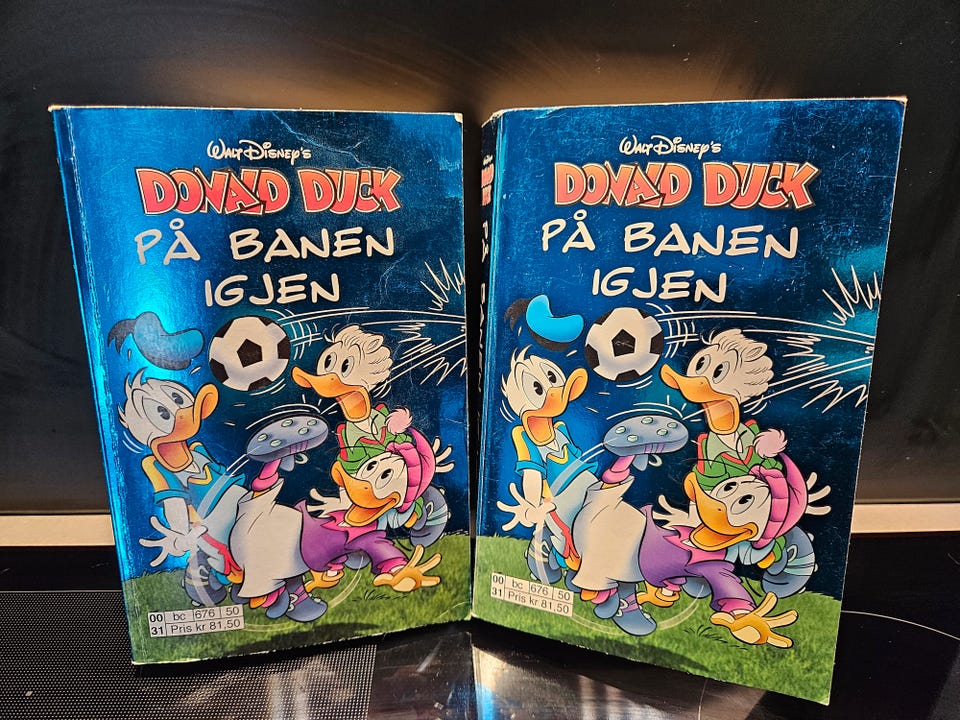 WALT DISNEY'S
DONALD DUCK
PÅ BANEN
IGJEN
00 bc 676 50
31 Pris kr 81,50
WALT DISNEY'S
DONALD DUCK
PÅ BANEN
IGJEN
00 bc 676 50
31 Pris kr 81,50